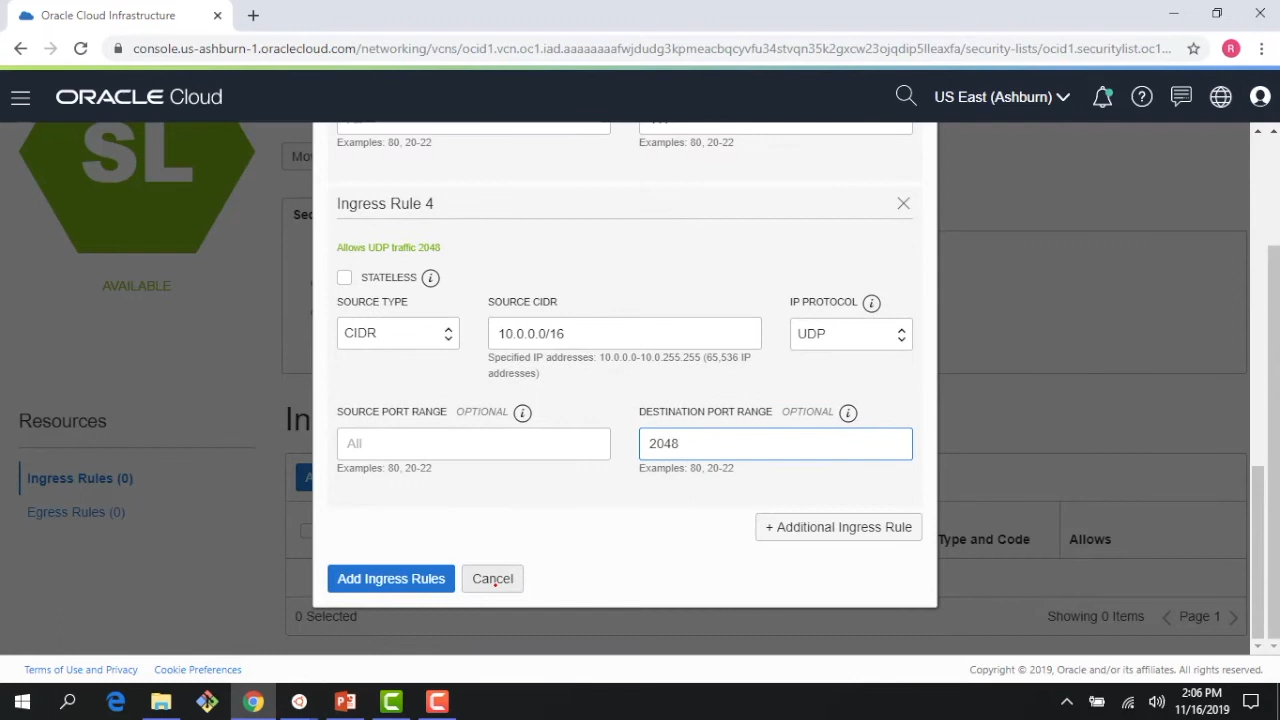 Oracle Cloud Infrastructure
console.us-ashburn-1.oraclecloud.com/networking/vcns/ocid1.vcn.oc1.iad.aaaaaaaafwjdudg3kpmeacbqcyvfu34stvqn35k2gxcw23ojqdip5lleaxfa/security-lists/ocid1.securitylist.oc1...
R
ORACLE Cloud
US East (Ashburn)
SL
AVAILABLE
Examples: 80, 20-22
Examples: 80, 20-22
Ingress Rule 4
Allows UDP traffic 2048
STATELESS
SOURCE TYPE
SOURCE CIDR
IP PROTOCOL
CIDR
10.0.0.0/16
UDP
Specified IP addresses: 10.0.0.0-10.0.255.255 (65,536 IP
addresses)
SOURCE PORT RANGE OPTIONAL
DESTINATION PORT RANGE OPTIONAL
All
2048
Examples: 80, 20-22
Examples: 80, 20-22
+ Additional Ingress Rule
Add Ingress Rules
Cancel
Resources
Ingress Rules (0)
Egress Rules (0)
Type and Code
Allows
0 Selected
Showing 0 Items
Page 1
Terms of Use and Privacy
Cookie Preferences
Copyright © 2019, Oracle and/or its affiliates. All rights reserved.
2:06 PM
11/16/2019